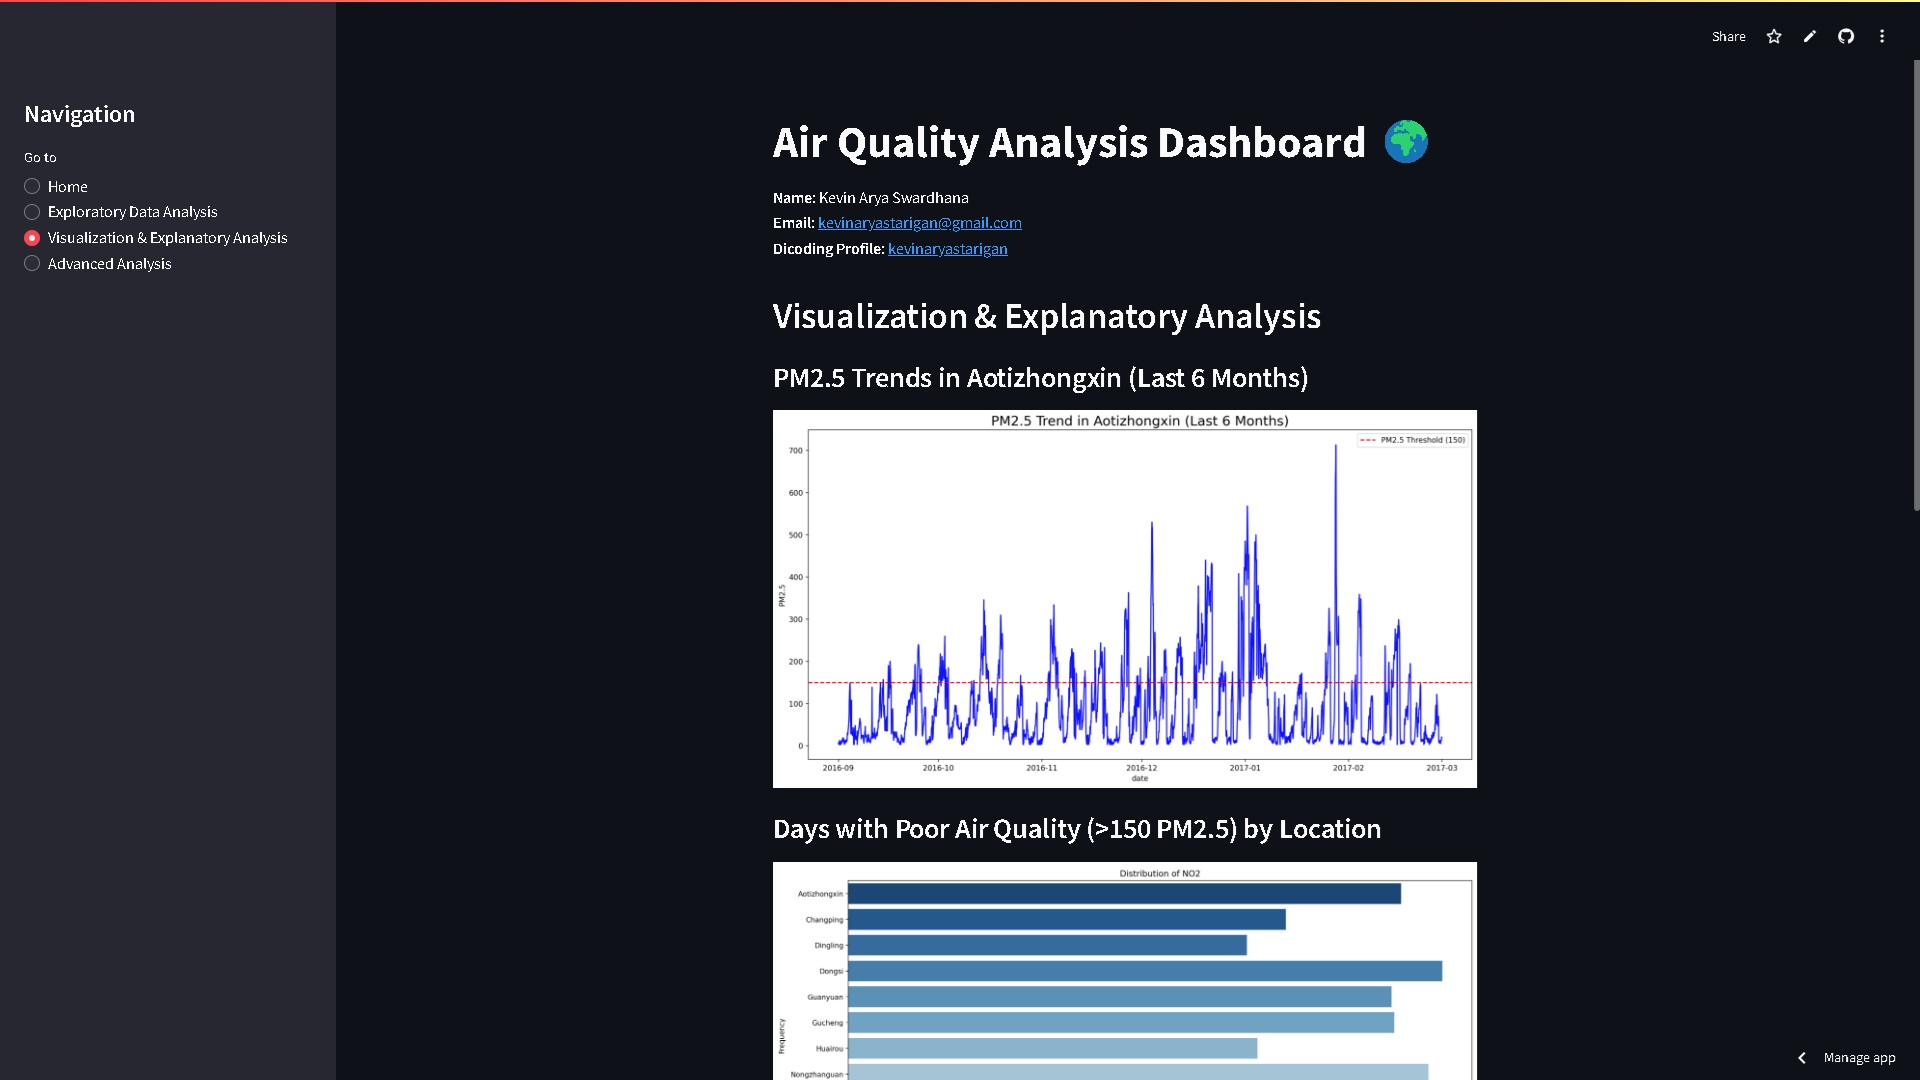 Share
Navigation
Go to
Home
Exploratory Data Analysis
Visualization & Explanatory Analysis
Advanced Analysis
Air Quality Analysis Dashboard
Name: Kevin Arya Swardhana
Email: kevinaryastarigan@gmail.com
Dicoding Profile: kevinaryastarigan
Visualization & Explanatory Analysis
PM2.5 Trends in Aotizhongxin (Last 6 Months)
PM2.5 Trend in Aotizhongxin (Last 6 Months)
PM2.5 Threshold (150)
700
600
500
400
300
200
100
0
PM2.5
2016-09 2016-10 2016-11 2016-12 2017-01 2017-02 2017-03
date
Days with Poor Air Quality (>150 PM2.5) by Location
Distribution of NO2
Aotizhongxin
Changping
Dingling
Dongsi
Guanyuan
Gucheng
Huairou
Nongzhanguan
Frequency
Manage app